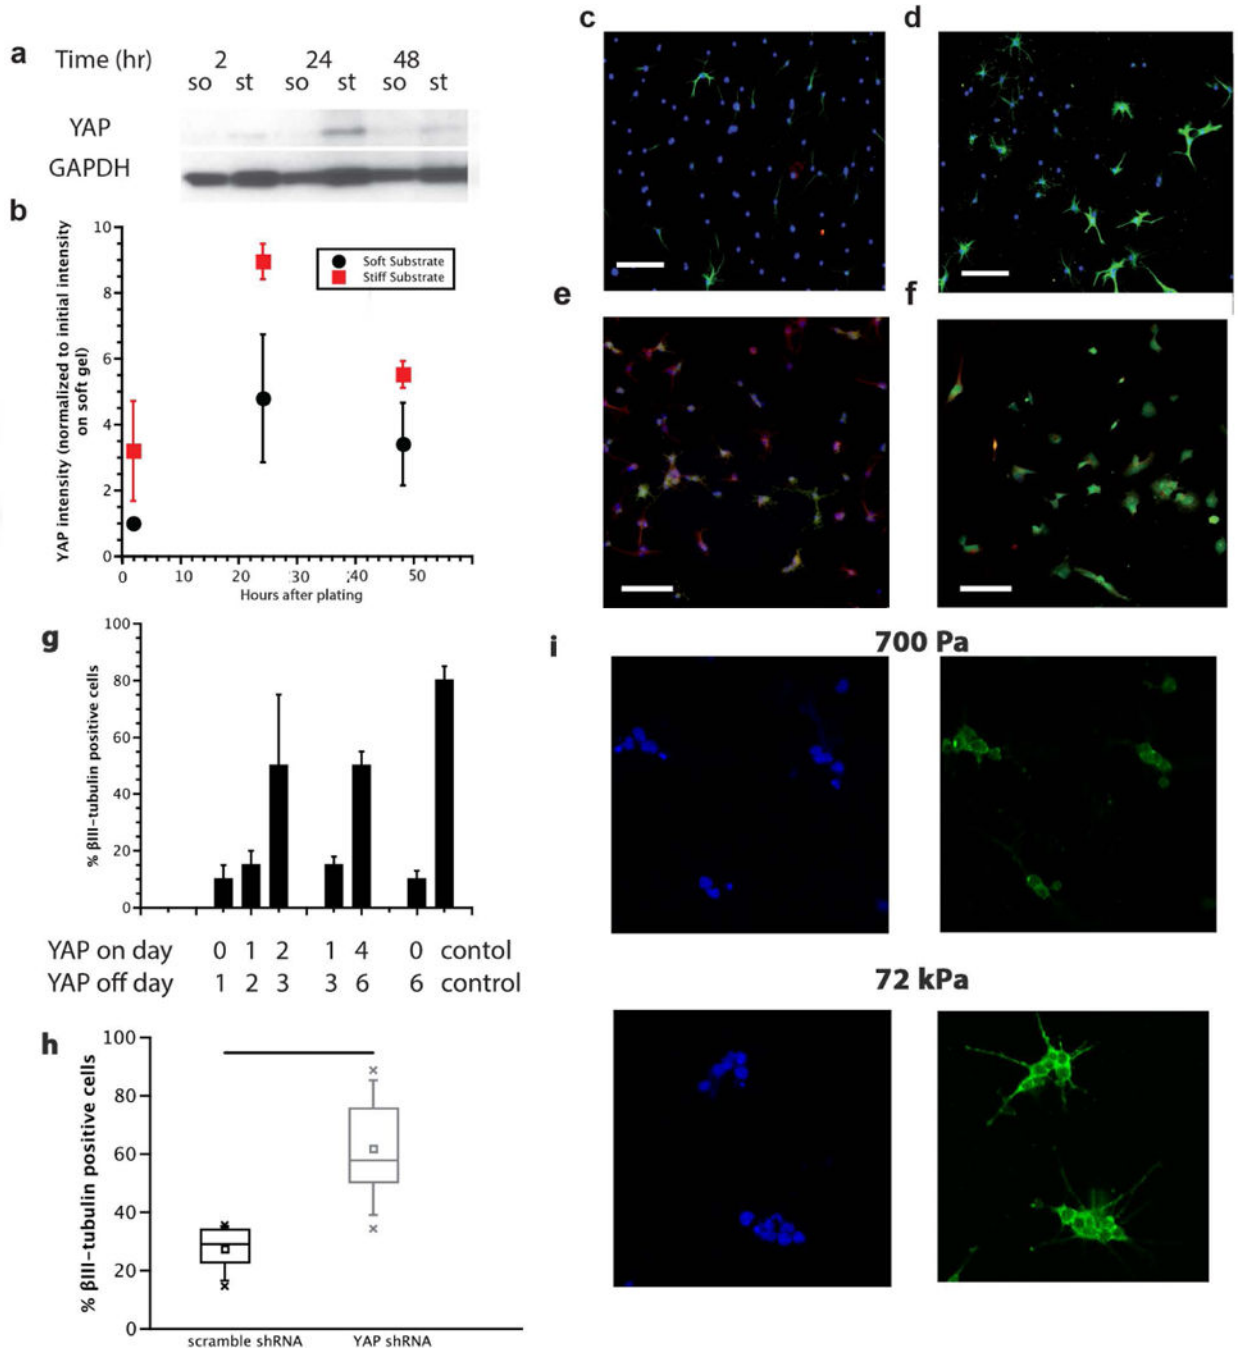 a
Time (hr)
2
24
48
so st so st so st
YAP
GAPDH
b
YAP intensity (normalized to initial intensity
on soft gel)
10
8
6
4
2
0
Soft Substrate
Stiff Substrate
0 10 20 :30 :40 50
Hours after plating
c
d
e
f
g
% βIII-tubulin positive cells
100
80
60
40
20
0
YAP on day 0 1 2 1 4 0 contol
YAP off day 1 2 3 3 6 6 control
h
% βIII-tubulin positive cells
100
80
60
40
20
0
scramble shRNA YAP shRNA
i
700 Pa
72 kPa